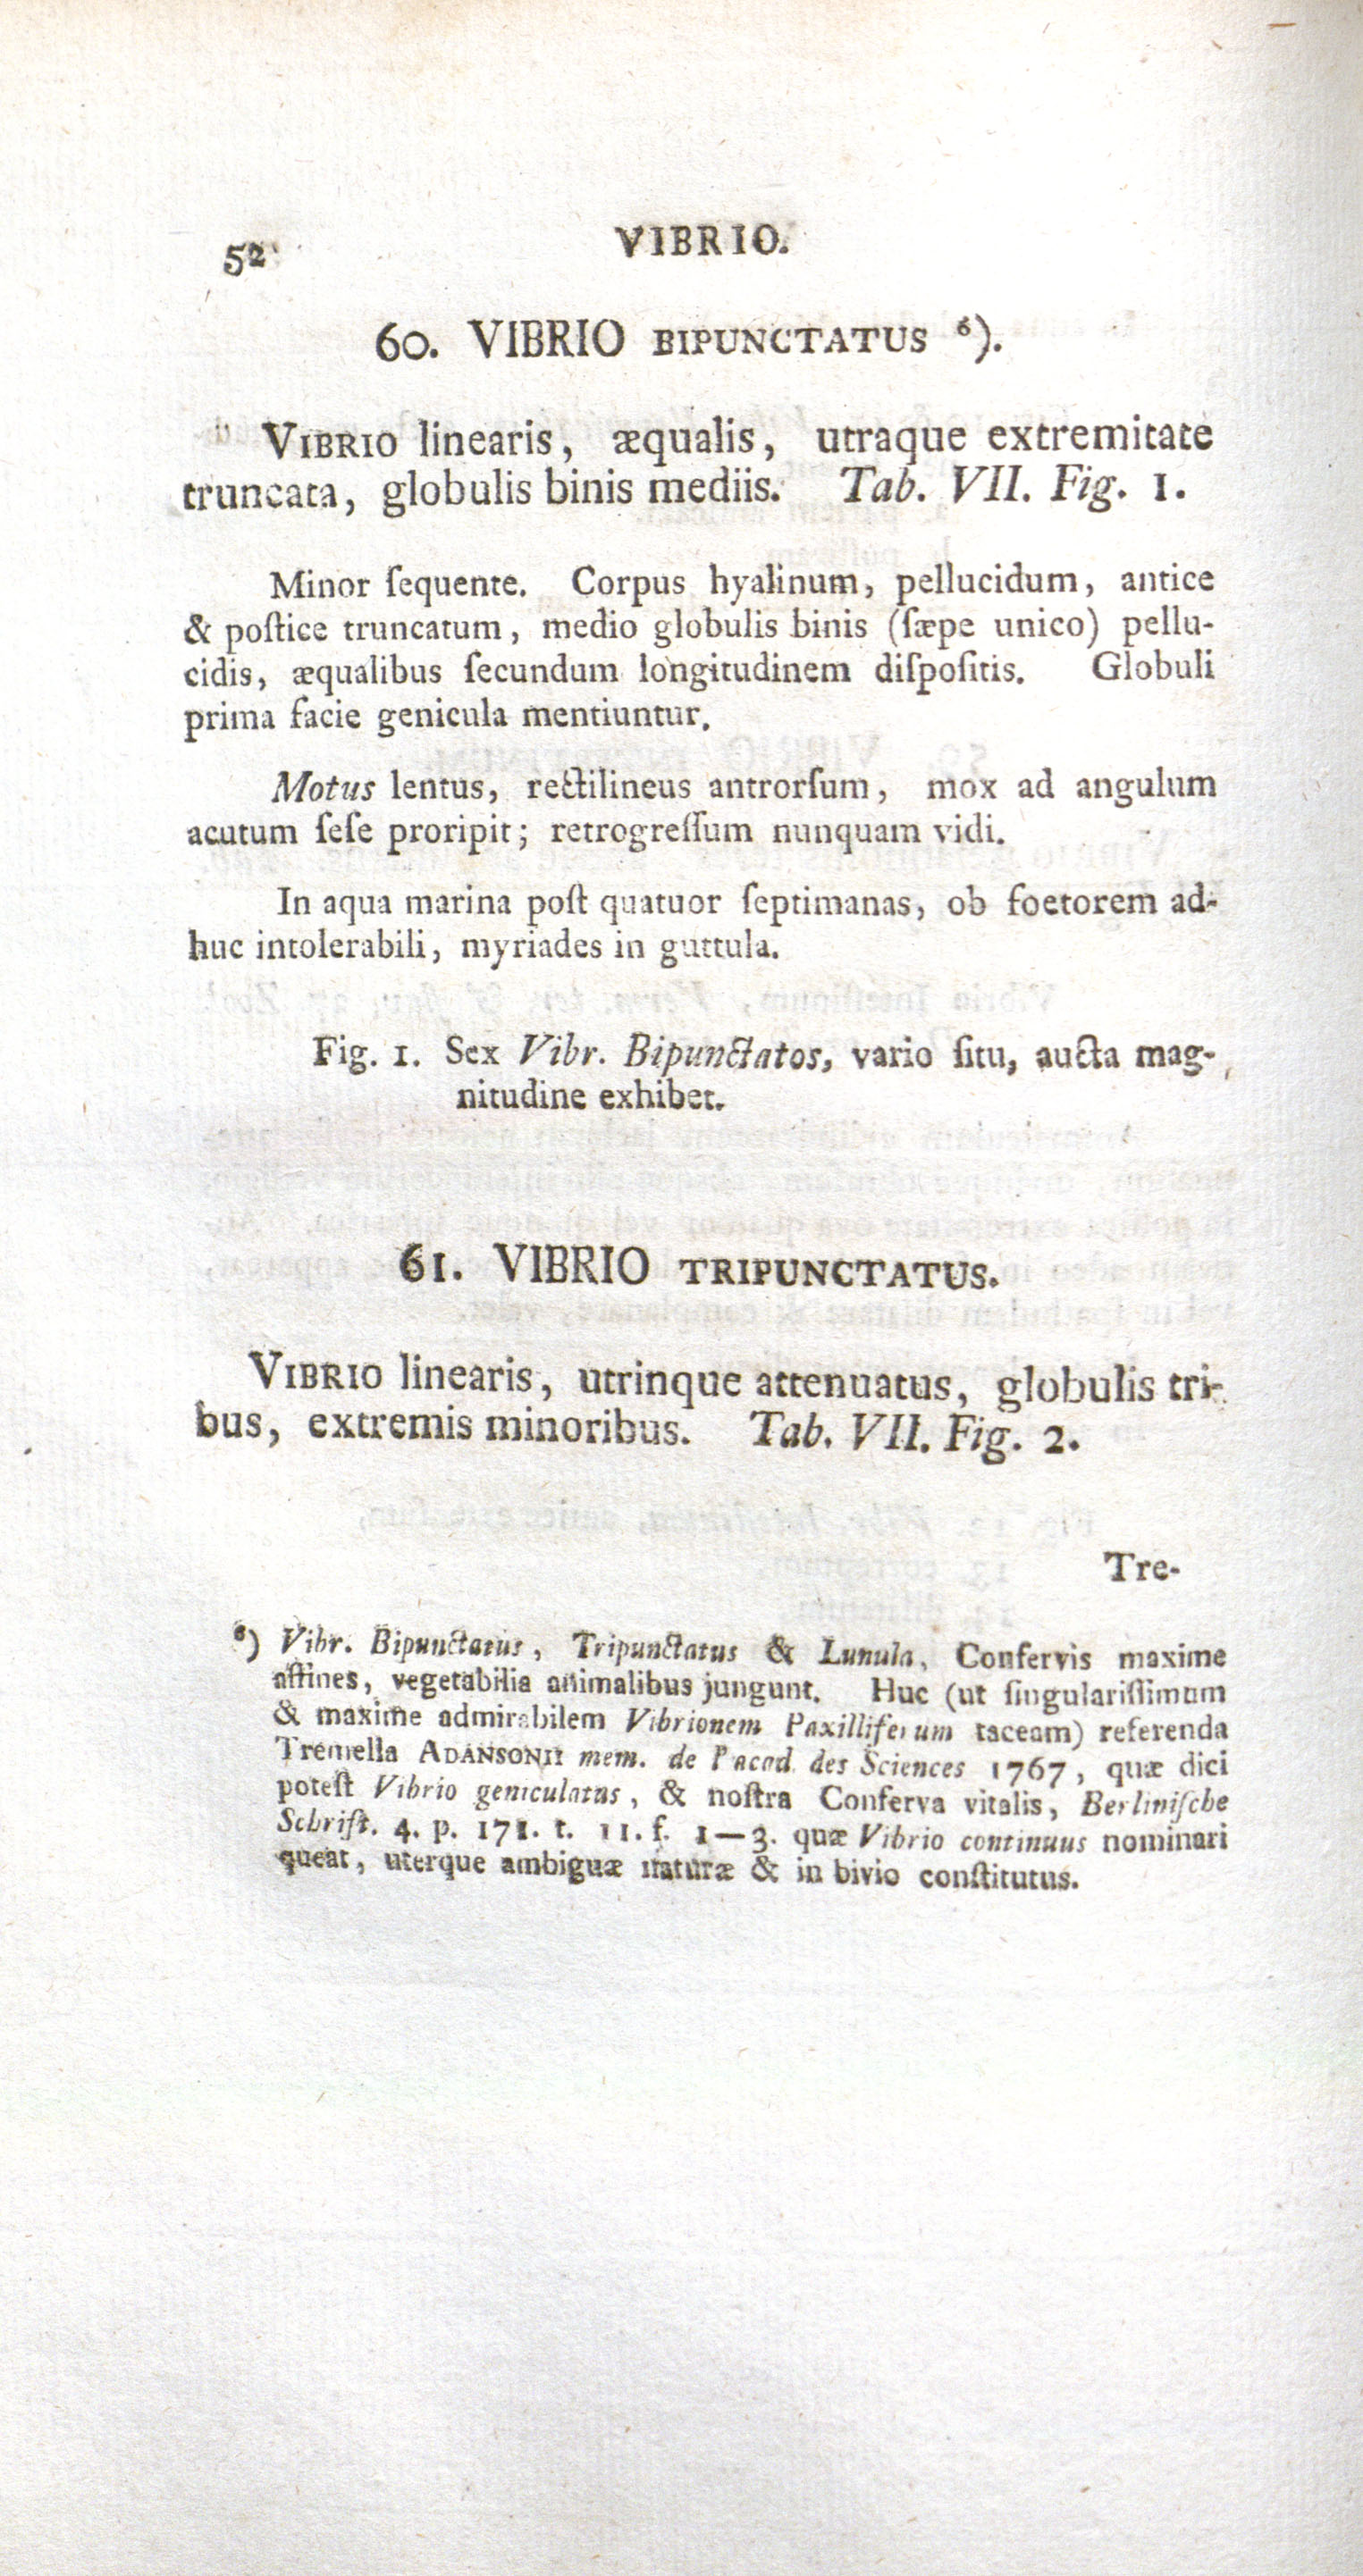 52 VIBRIO.
60. VIBRIO BIPUNCTATUS ⁶).
VIBRIO linearis, æqualis, utraque extremitate
truncata, globulis binis mediis. Tab. VII. Fig. 1.
Minor ſequente. Corpus hyalinum, pellucidum, antice
& poſtice truncatum, medio globulis binis (ſæpe unico) pellu-
cidis, æqualibus ſecundum longitudinem diſpoſitis. Globuli
prima facie genicula mentiuntur.
Motus lentus, rectilineus antrorſum, mox ad angulum
acutum ſeſe proripit; retrogreſſum nunquam vidi.
In aqua marina poſt quatuor ſeptimanas, ob foetorem ad-
huc intolerabili, myriades in guttula.
Fig. 1. Sex Vibr. Bipunctatos, vario ſitu, aucta mag-
nitudine exhibet.
61. VIBRIO TRIPUNCTATUS.
VIBRIO linearis, utrinque attenuatus, globulis tri-
bus, extremis minoribus. Tab. VII. Fig. 2.
Tre-
⁶) Vibr. Bipunctatus, Tripunctatus & Lunula, Confervis maxime
affines, vegetabilia animalibus jungunt. Huc (ut ſingulariſſimum
& maxime admirabilem Vibrionem Paxilliferum taceam) referenda
Tremella ADANSONII mem. de l'acad. des Sciences 1767, quæ dici
poteſt Vibrio geniculatus, & noſtra Conferva vitalis, Berliniſche
Schrift. 4. p. 171. t. 11. f. 1—3. quæ Vibrio continuus nominari
queat, uterque ambiguæ naturæ & in bivio conſtitutus.